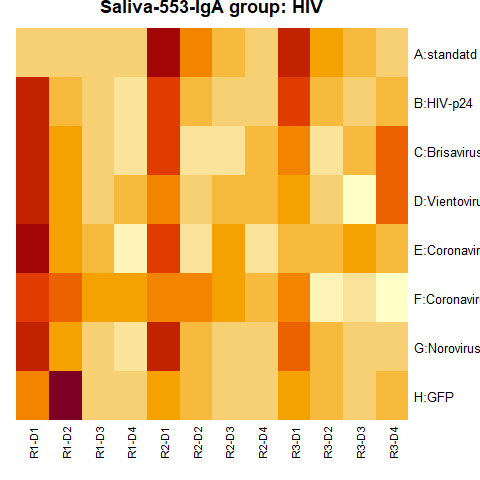 Saliva-553-IgA group: HIV
A:standatd
B:HIV-p24
C:Brisavirus
D:Vientoviru
E:Coronavir
F:Coronavir
G:Norovirus
H:GFP
R1-D1 R1-D2 R1-D3 R1-D4 R2-D1 R2-D2 R2-D3 R2-D4 R3-D1 R3-D2 R3-D3 R3-D4